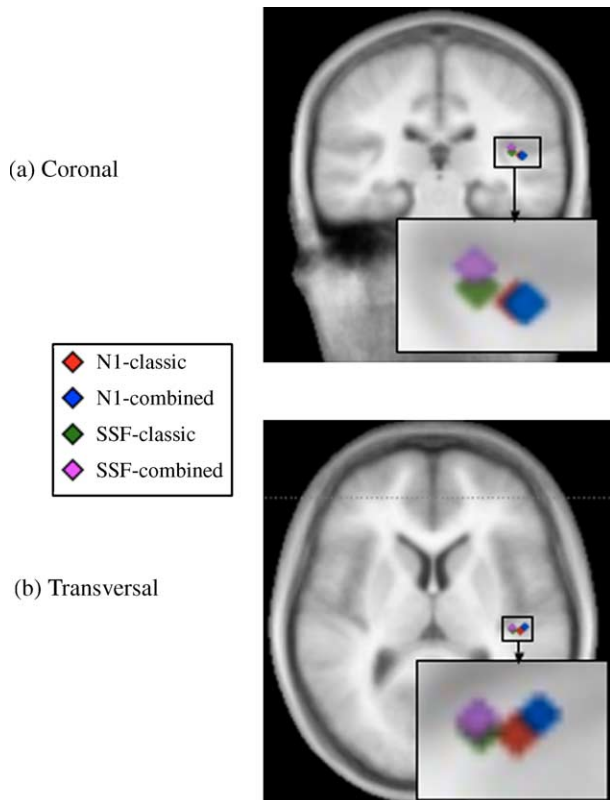 (a) Coronal
N1-classic
N1-combined
SSF-classic
SSF-combined
(b) Transversal